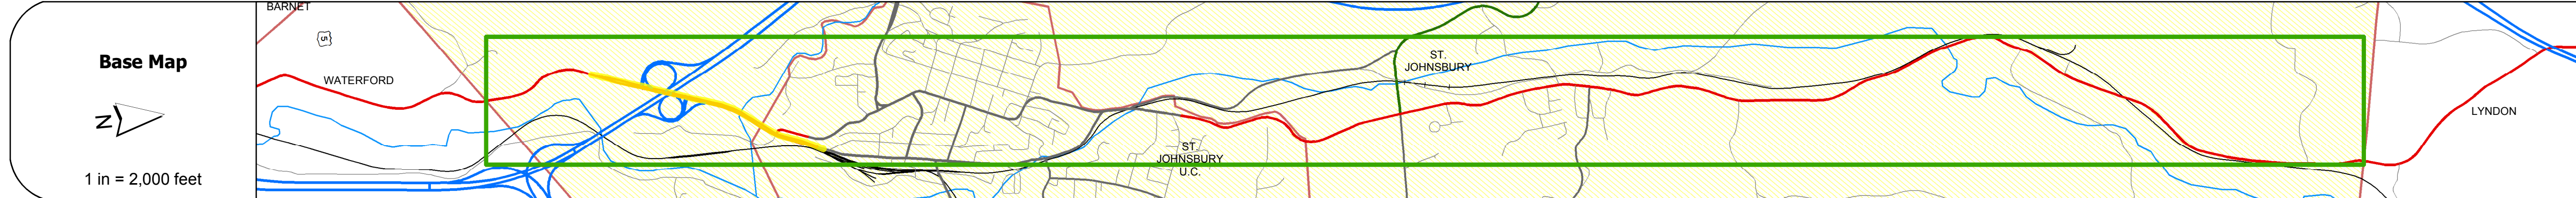 Base Map
N
1 in = 2,000 feet
BARNET
5
WATERFORD
ST.
JOHNSBURY
ST.
JOHNSBURY
U.C.
LYNDON